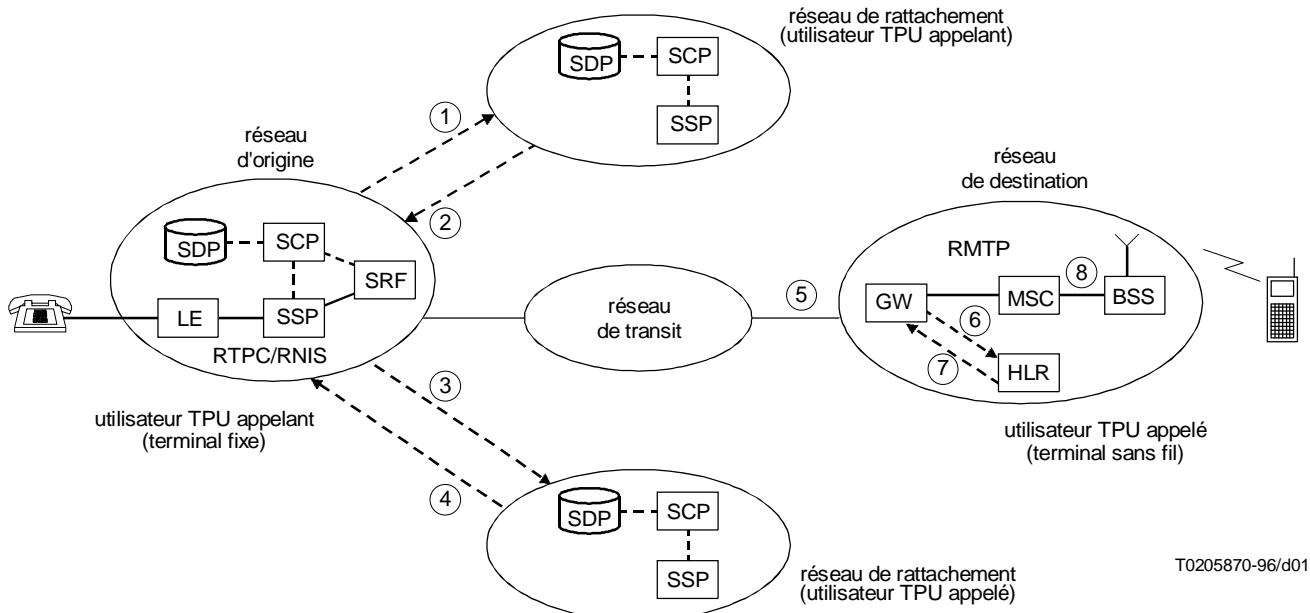 réseau de rattachement
(utilisateur TPU appelant)
SDP
SCP
SSP
1
2
réseau
d'origine
SDP
SCP
SRF
LE
SSP
RTPC/RNIS
utilisateur TPU appelant
(terminal fixe)
réseau
de transit
5
réseau
de destination
RMTP
GW
MSC
8
BSS
6
7
HLR
utilisateur TPU appelé
(terminal sans fil)
3
4
SDP
SCP
SSP
réseau de rattachement
(utilisateur TPU appelé)
T0205870-96/d01